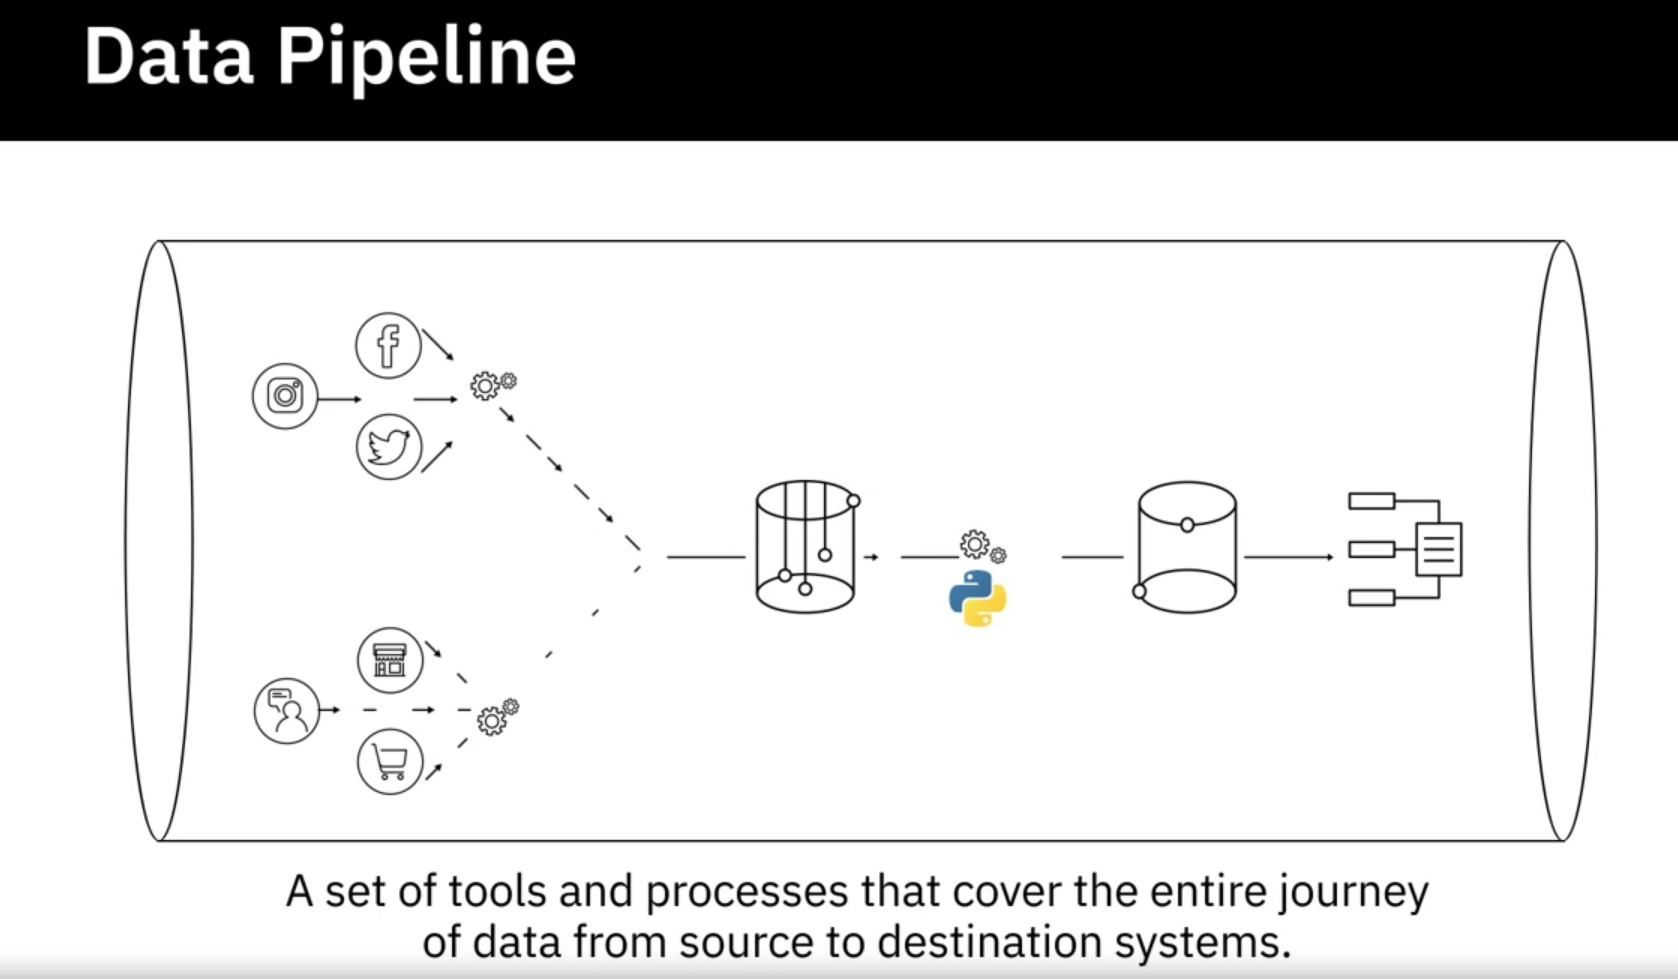 Data Pipeline
A set of tools and processes that cover the entire journey
of data from source to destination systems.